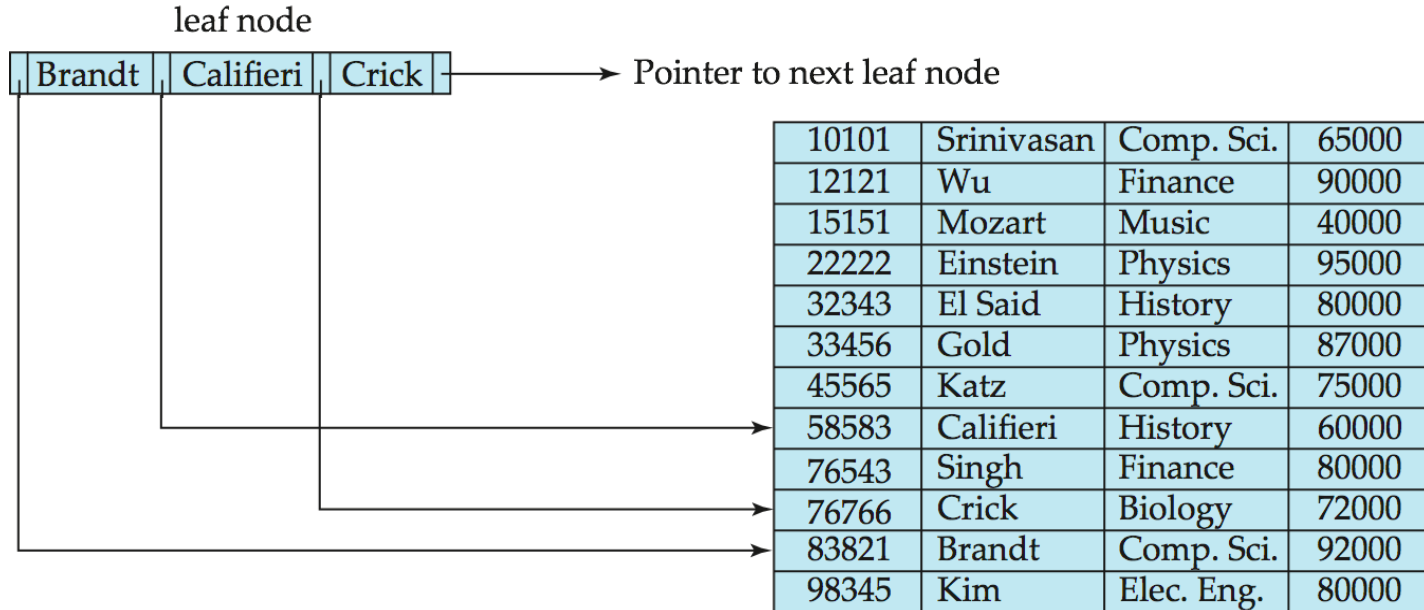 leaf node
Brandt Califieri Crick Pointer to next leaf node
10101 Srinivasan Comp. Sci. 65000
12121 Wu Finance 90000
15151 Mozart Music 40000
22222 Einstein Physics 95000
32343 El Said History 80000
33456 Gold Physics 87000
45565 Katz Comp. Sci. 75000
58583 Califieri History 60000
76543 Singh Finance 80000
76766 Crick Biology 72000
83821 Brandt Comp. Sci. 92000
98345 Kim Elec. Eng. 80000